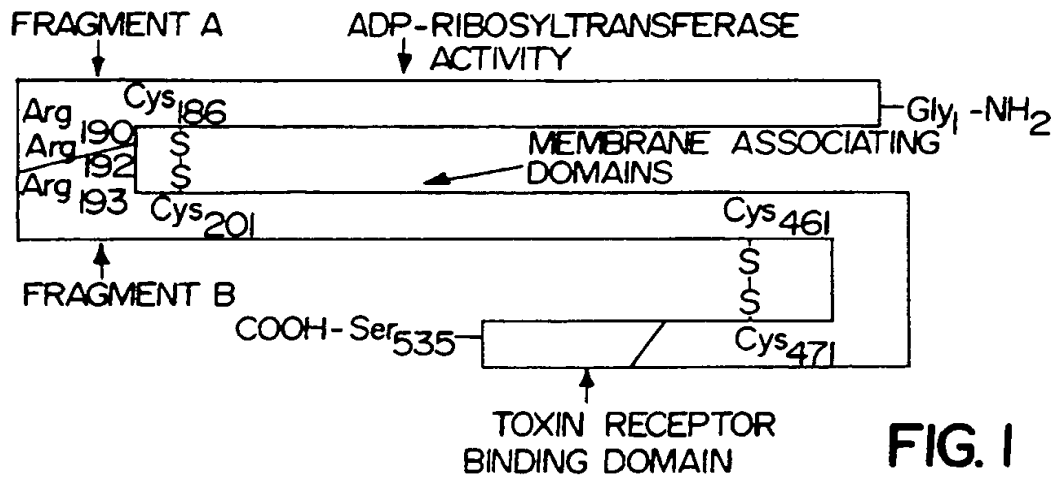 FRAGMENT A
ADP-RIBOSYLTRANSFERASE
ACTIVITY
Arg190
Cys186
Gly1-NH2
Arg192
S
MEMBRANE ASSOCIATING
S
DOMAINS
Arg193
Cys201
Cys461
S
FRAGMENT B
S
COOH-Ser535
Cys471
TOXIN RECEPTOR
BINDING DOMAIN
FIG. 1